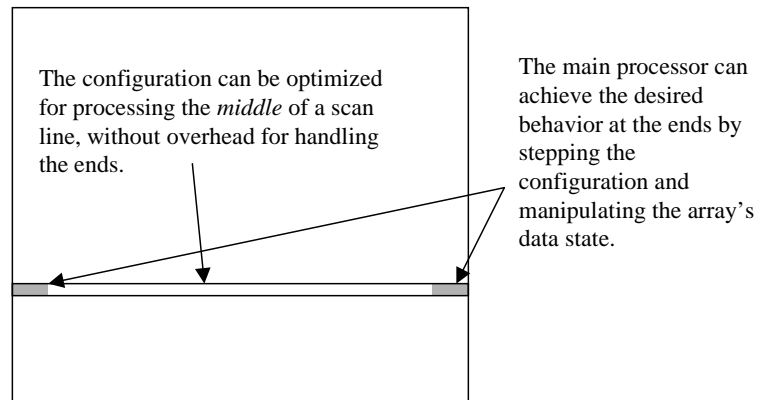 The configuration can be optimized
for processing the middle of a scan
line, without overhead for handling
the ends.
The main processor can
achieve the desired
behavior at the ends by
stepping the
configuration and
manipulating the array's
data state.